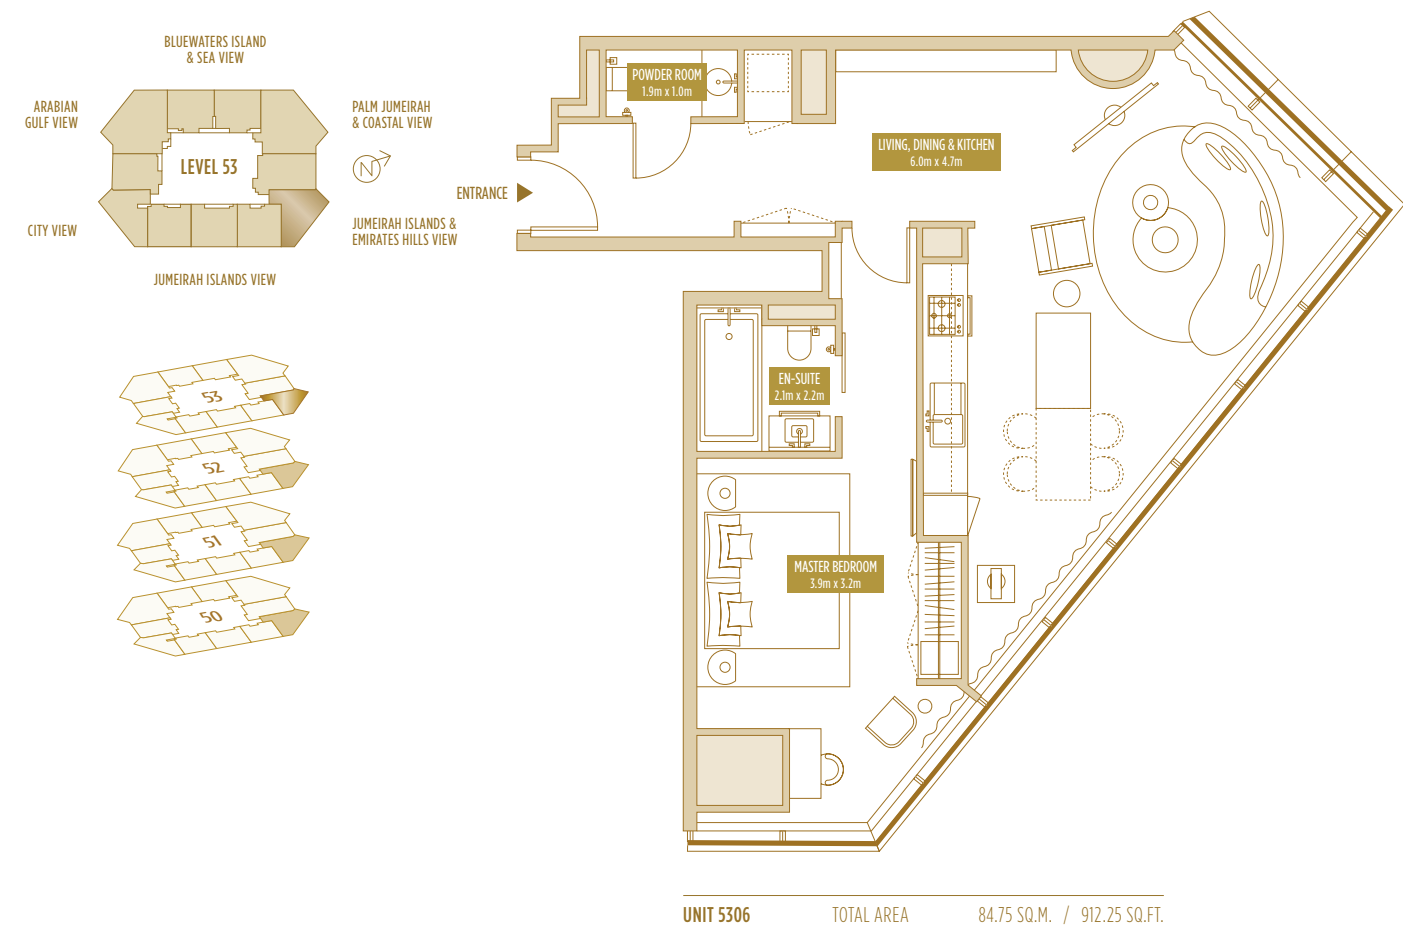 BLUEWATERS ISLAND
& SEA VIEW
ARABIAN
GULF VIEW
PALM JUMEIRAH
& COASTAL VIEW
LEVEL 53
N
CITY VIEW
JUMEIRAH ISLANDS &
EMIRATES HILLS VIEW
JUMEIRAH ISLANDS VIEW
53
52
51
50
POWDER ROOM
1.9m x 1.0m
LIVING, DINING & KITCHEN
6.0m x 4.7m
ENTRANCE
EN-SUITE
2.1m x 2.2m
MASTER BEDROOM
3.9m x 3.2m
UNIT 5306 TOTAL AREA 84.75 SQ.M. / 912.25 SQ.FT.